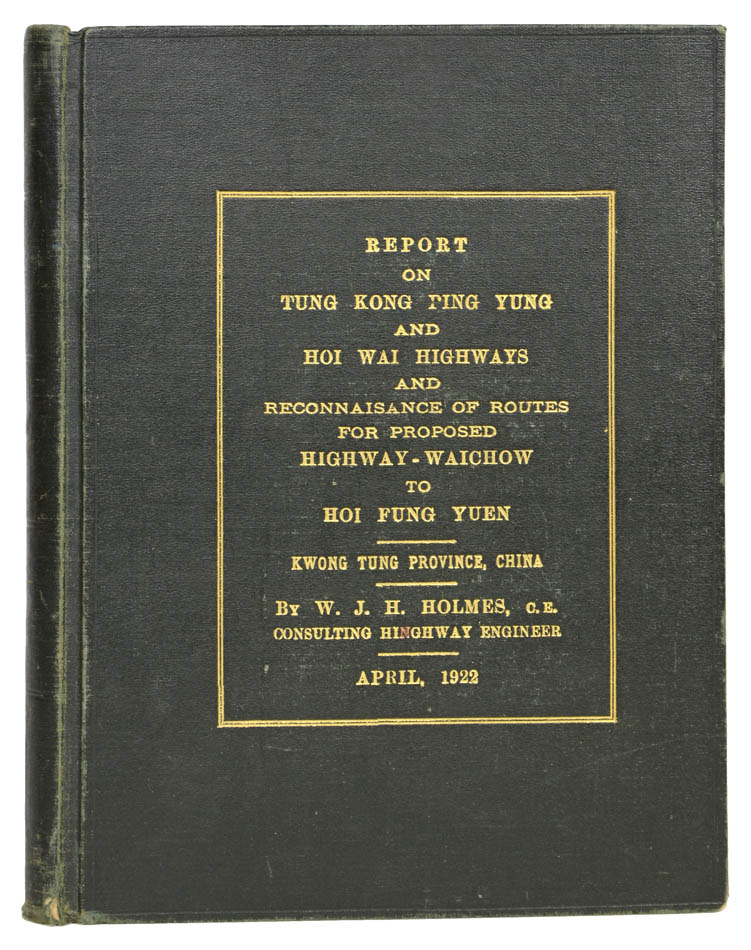 REPORT
ON
TUNG KONG PING YUNG
AND
HOI WAI HIGHWAYS
AND
RECONNAISANCE OF ROUTES
FOR PROPOSED
HIGHWAY-WAICHOW
TO
HOI FUNG YUEN
KWONG TUNG PROVINCE, CHINA
BY W. J. H. HOLMES, C.E.
CONSULTING HINGHWAY ENGINEER
APRIL, 1922